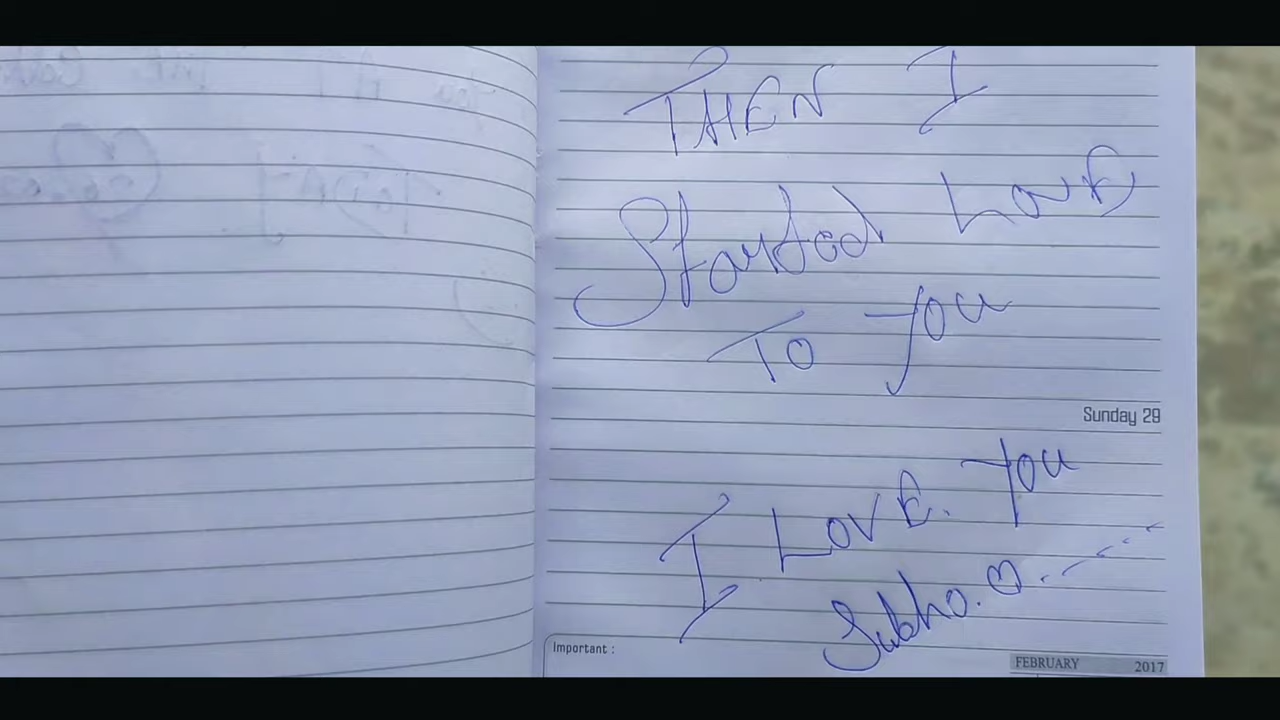 THEN I
Started LOVE
TO YOU
Sunday 29
I LOVE. YOU
Subho.
Important :
FEBRUARY 2017